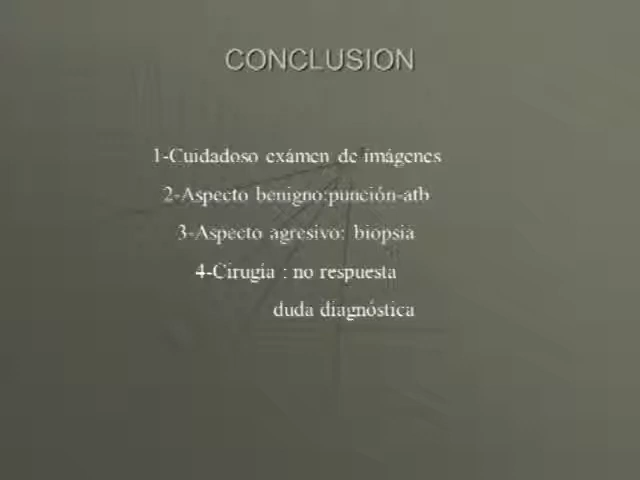 CONCLUSION
1-Cuidadoso exámen de imágenes
2-Aspecto benigno:punción-atb
3-Aspecto agresivo: biopsia
4-Cirugía : no respuesta
duda diagnóstica